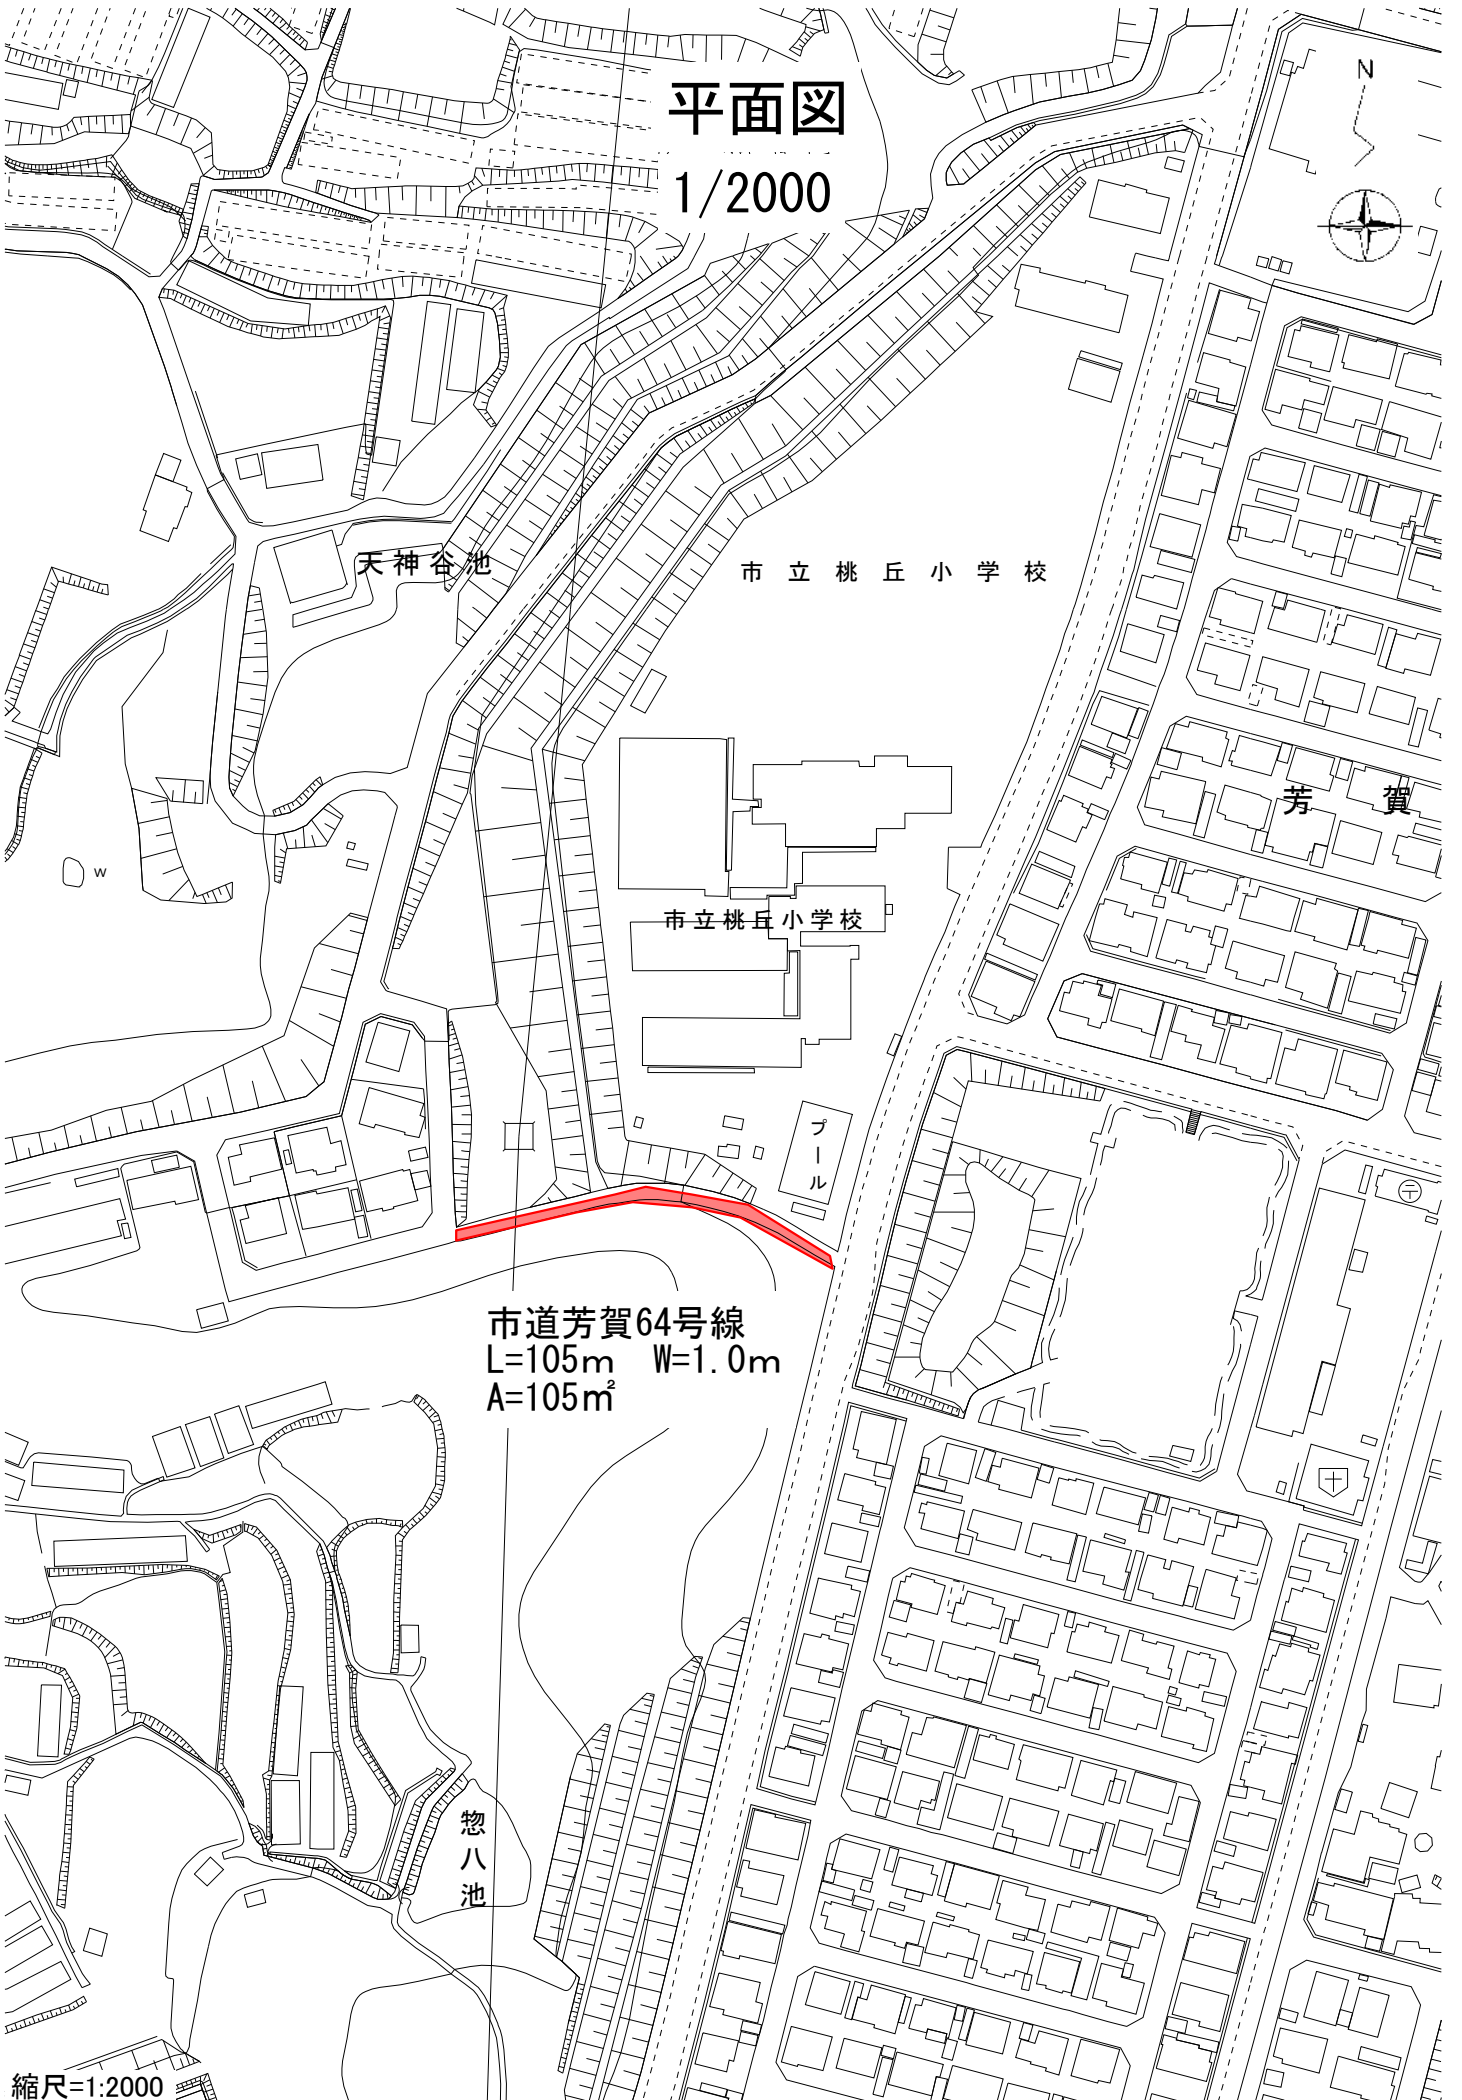 平面図
1/2000
N
天神谷池
市立桃丘小学校
芳賀
w
市立桃丘小学校
プール
〒
市道芳賀64号線
L=105m W=1.0m
A=105㎡
惣八池
縮尺=1:2000